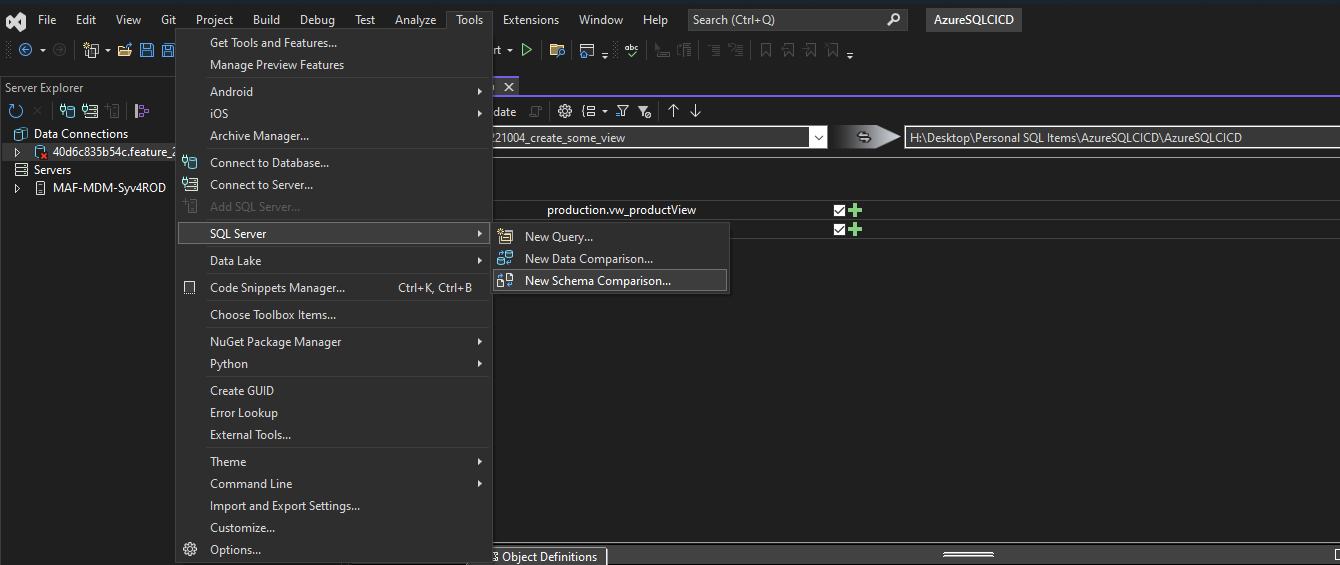 File Edit View Git Project Build Debug Test Analyze Tools Extensions Window Help Search (Ctrl+Q) AzureSQLCICD
Get Tools and Features...
Manage Preview Features
Android
iOS
Archive Manager...
Connect to Database...
Connect to Server...
Add SQL Server...
SQL Server
Data Lake
Code Snippets Manager... Ctrl+K, Ctrl+B
Choose Toolbox Items...
NuGet Package Manager
Python
Create GUID
Error Lookup
External Tools...
Theme
Command Line
Import and Export Settings...
Customize...
Options...
New Query...
New Data Comparison...
New Schema Comparison...
Server Explorer
Data Connections
40d6c835b54c.feature_2
Servers
MAF-MDM-Syv4ROD
rt
abc
date
221004_create_some_view
H:\Desktop\Personal SQL Items\AzureSQLCICD\AzureSQLCICD
production.vw_productView
Object Definitions